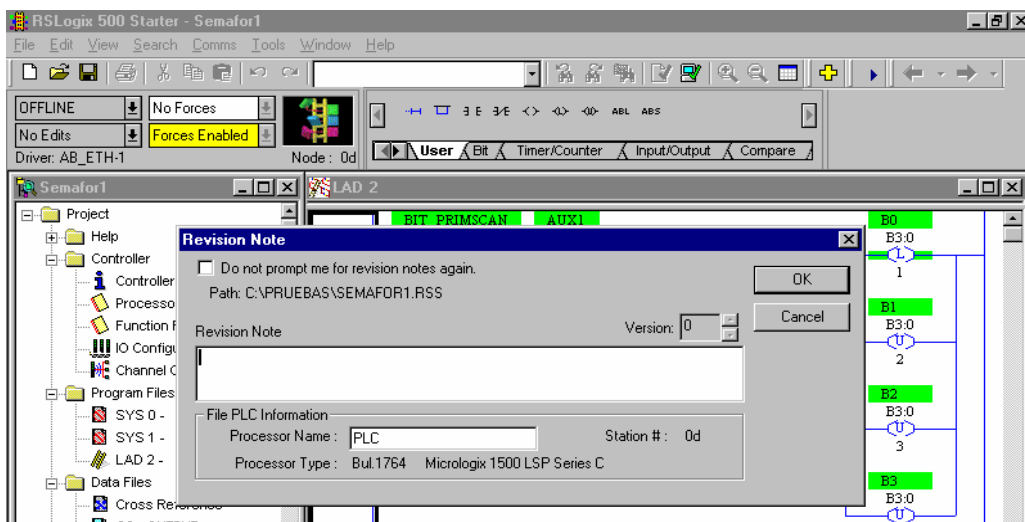 RSLogix 500 Starter - Semafor1
File Edit View Search Comms Tools Window Help
OFFLINE No Forces
No Edits Forces Enabled
Driver: AB_ETH-1 Node : 0d
ABL ABS
User Bit Timer/Counter Input/Output Compare
Semafor1
LAD 2
Project
Help
Controller
Controller
Processo
Function F
IO Configu
Channel C
Program Files
SYS 0 -
SYS 1 -
LAD 2 -
Data Files
Cross Reference
BIT PRIMSCAN AUX1 B0
B3:0
L
1
B1
B3:0
U
2
B2
B3:0
U
3
B3
B3:0
U
Revision Note
Do not prompt me for revision notes again.
Path: C:\PRUEBAS\SEMAFOR1.RSS
OK
Cancel
Revision Note Version: 0
File PLC Information
Processor Name : PLC Station # : 0d
Processor Type : Bul.1764 Micrologix 1500 LSP Series C